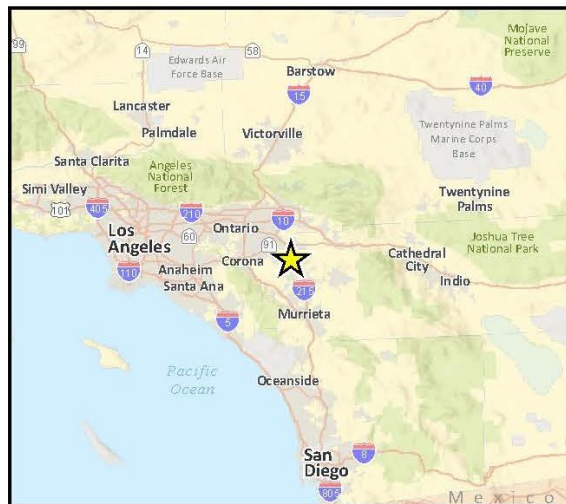 99
14
58
Mojave
National
Preserve
Edwards Air
Force Base
Barstow
15
40
Lancaster
Palmdale
Victorville
Twentynine Palms
Marine Corps
Base
Santa Clarita
Angeles
National
Forest
Simi Valley
101
405
210
10
Twentynine
Palms
Los
Angeles
60
Ontario
91
Joshua Tree
National Park
110
Anaheim
Corona
Cathedral
City
Santa Ana
215
Indio
5
Murrieta
Pacific
Ocean
Oceanside
San
Diego
8
805
Mexico